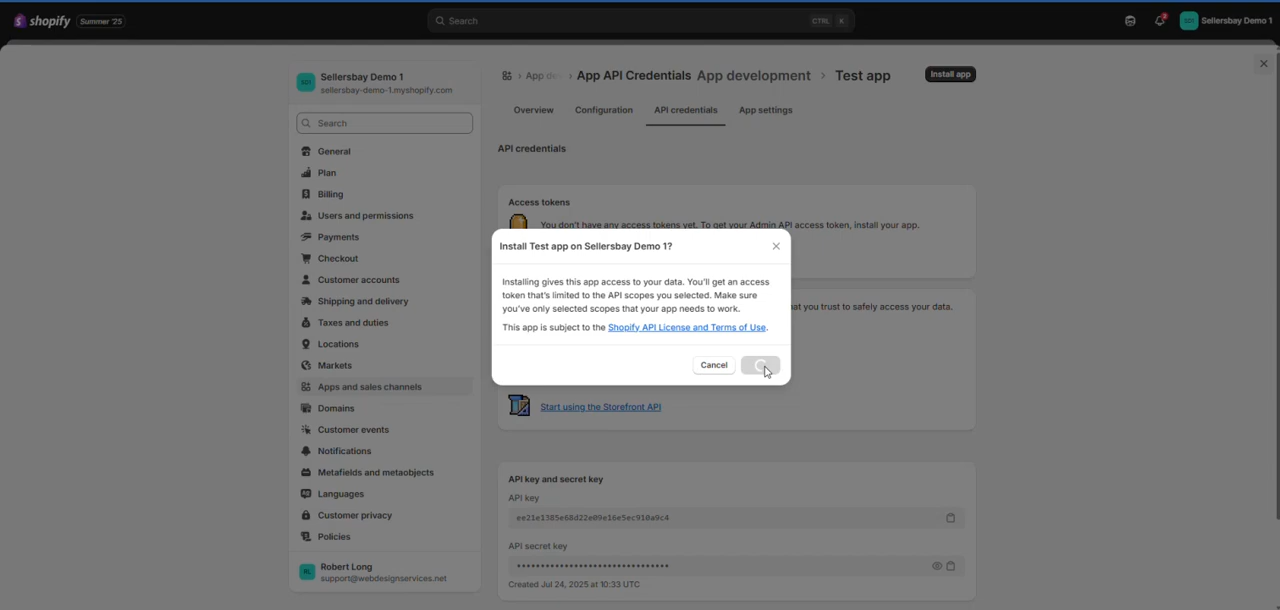 shopify Summer '25
Search CTRL K
2
SD1 Sellersbay Demo 1
SD1 Sellersbay Demo 1
sellersbay-demo-1.myshopify.com
Search
General
Plan
Billing
Users and permissions
Payments
Checkout
Customer accounts
Shipping and delivery
Taxes and duties
Locations
Markets
Apps and sales channels
Domains
Customer events
Notifications
Metafields and metaobjects
Languages
Customer privacy
Policies
RL Robert Long
support@webdesignservices.net
App de › App API Credentials App development › Test app
Install app
Overview Configuration API credentials App settings
API credentials
Access tokens
You don't have any access tokens yet. To get your Admin API access token, install your app.
Install Test app on Sellersbay Demo 1?
Installing gives this app access to your data. You'll get an access
token that's limited to the API scopes you selected. Make sure
you've only selected scopes that your app needs to work.
This app is subject to the Shopify API License and Terms of Use.
Cancel
hat you trust to safely access your data.
Start using the Storefront API
API key and secret key
API key
ee21e1385e68d22e09e16e5ec910a9c4
API secret key
••••••••••••••••••••••••••••••••
Created Jul 24, 2025 at 10:33 UTC